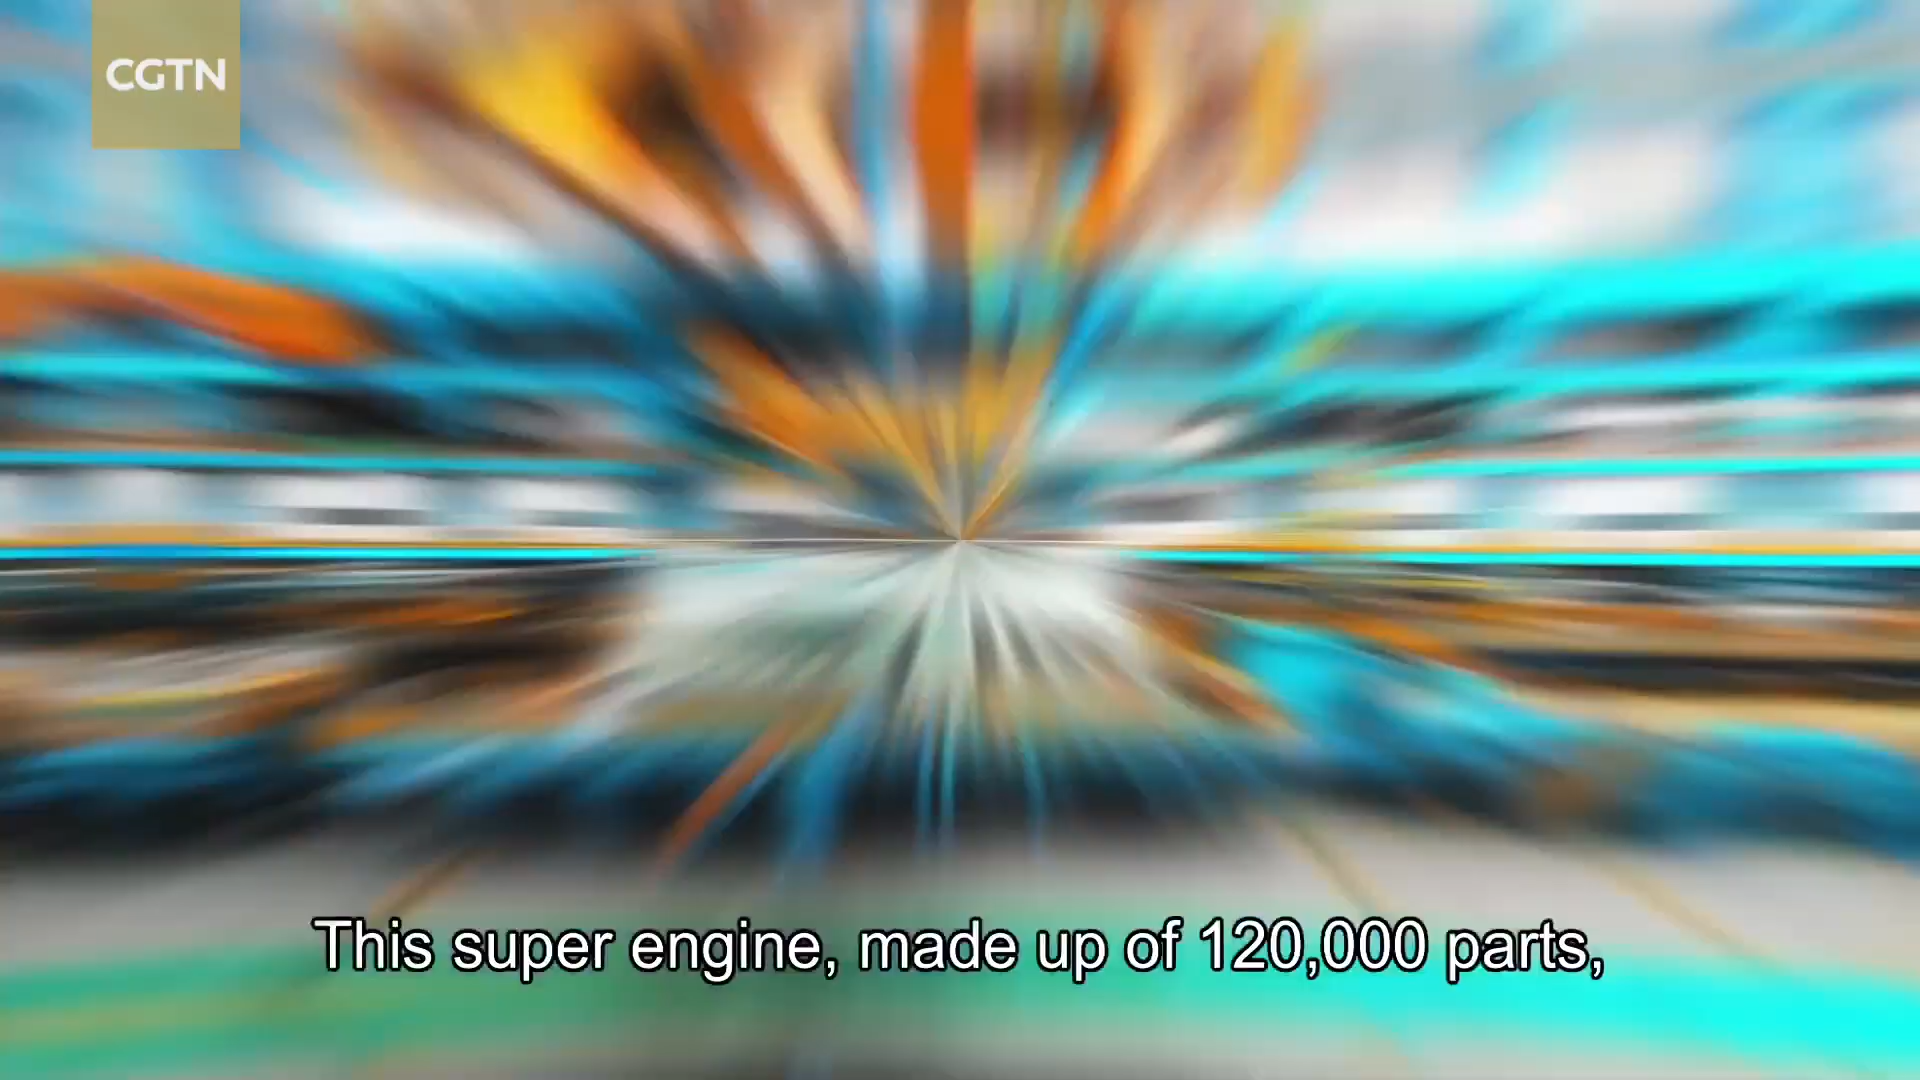 CGTN
This super engine, made up of 120,000 parts,